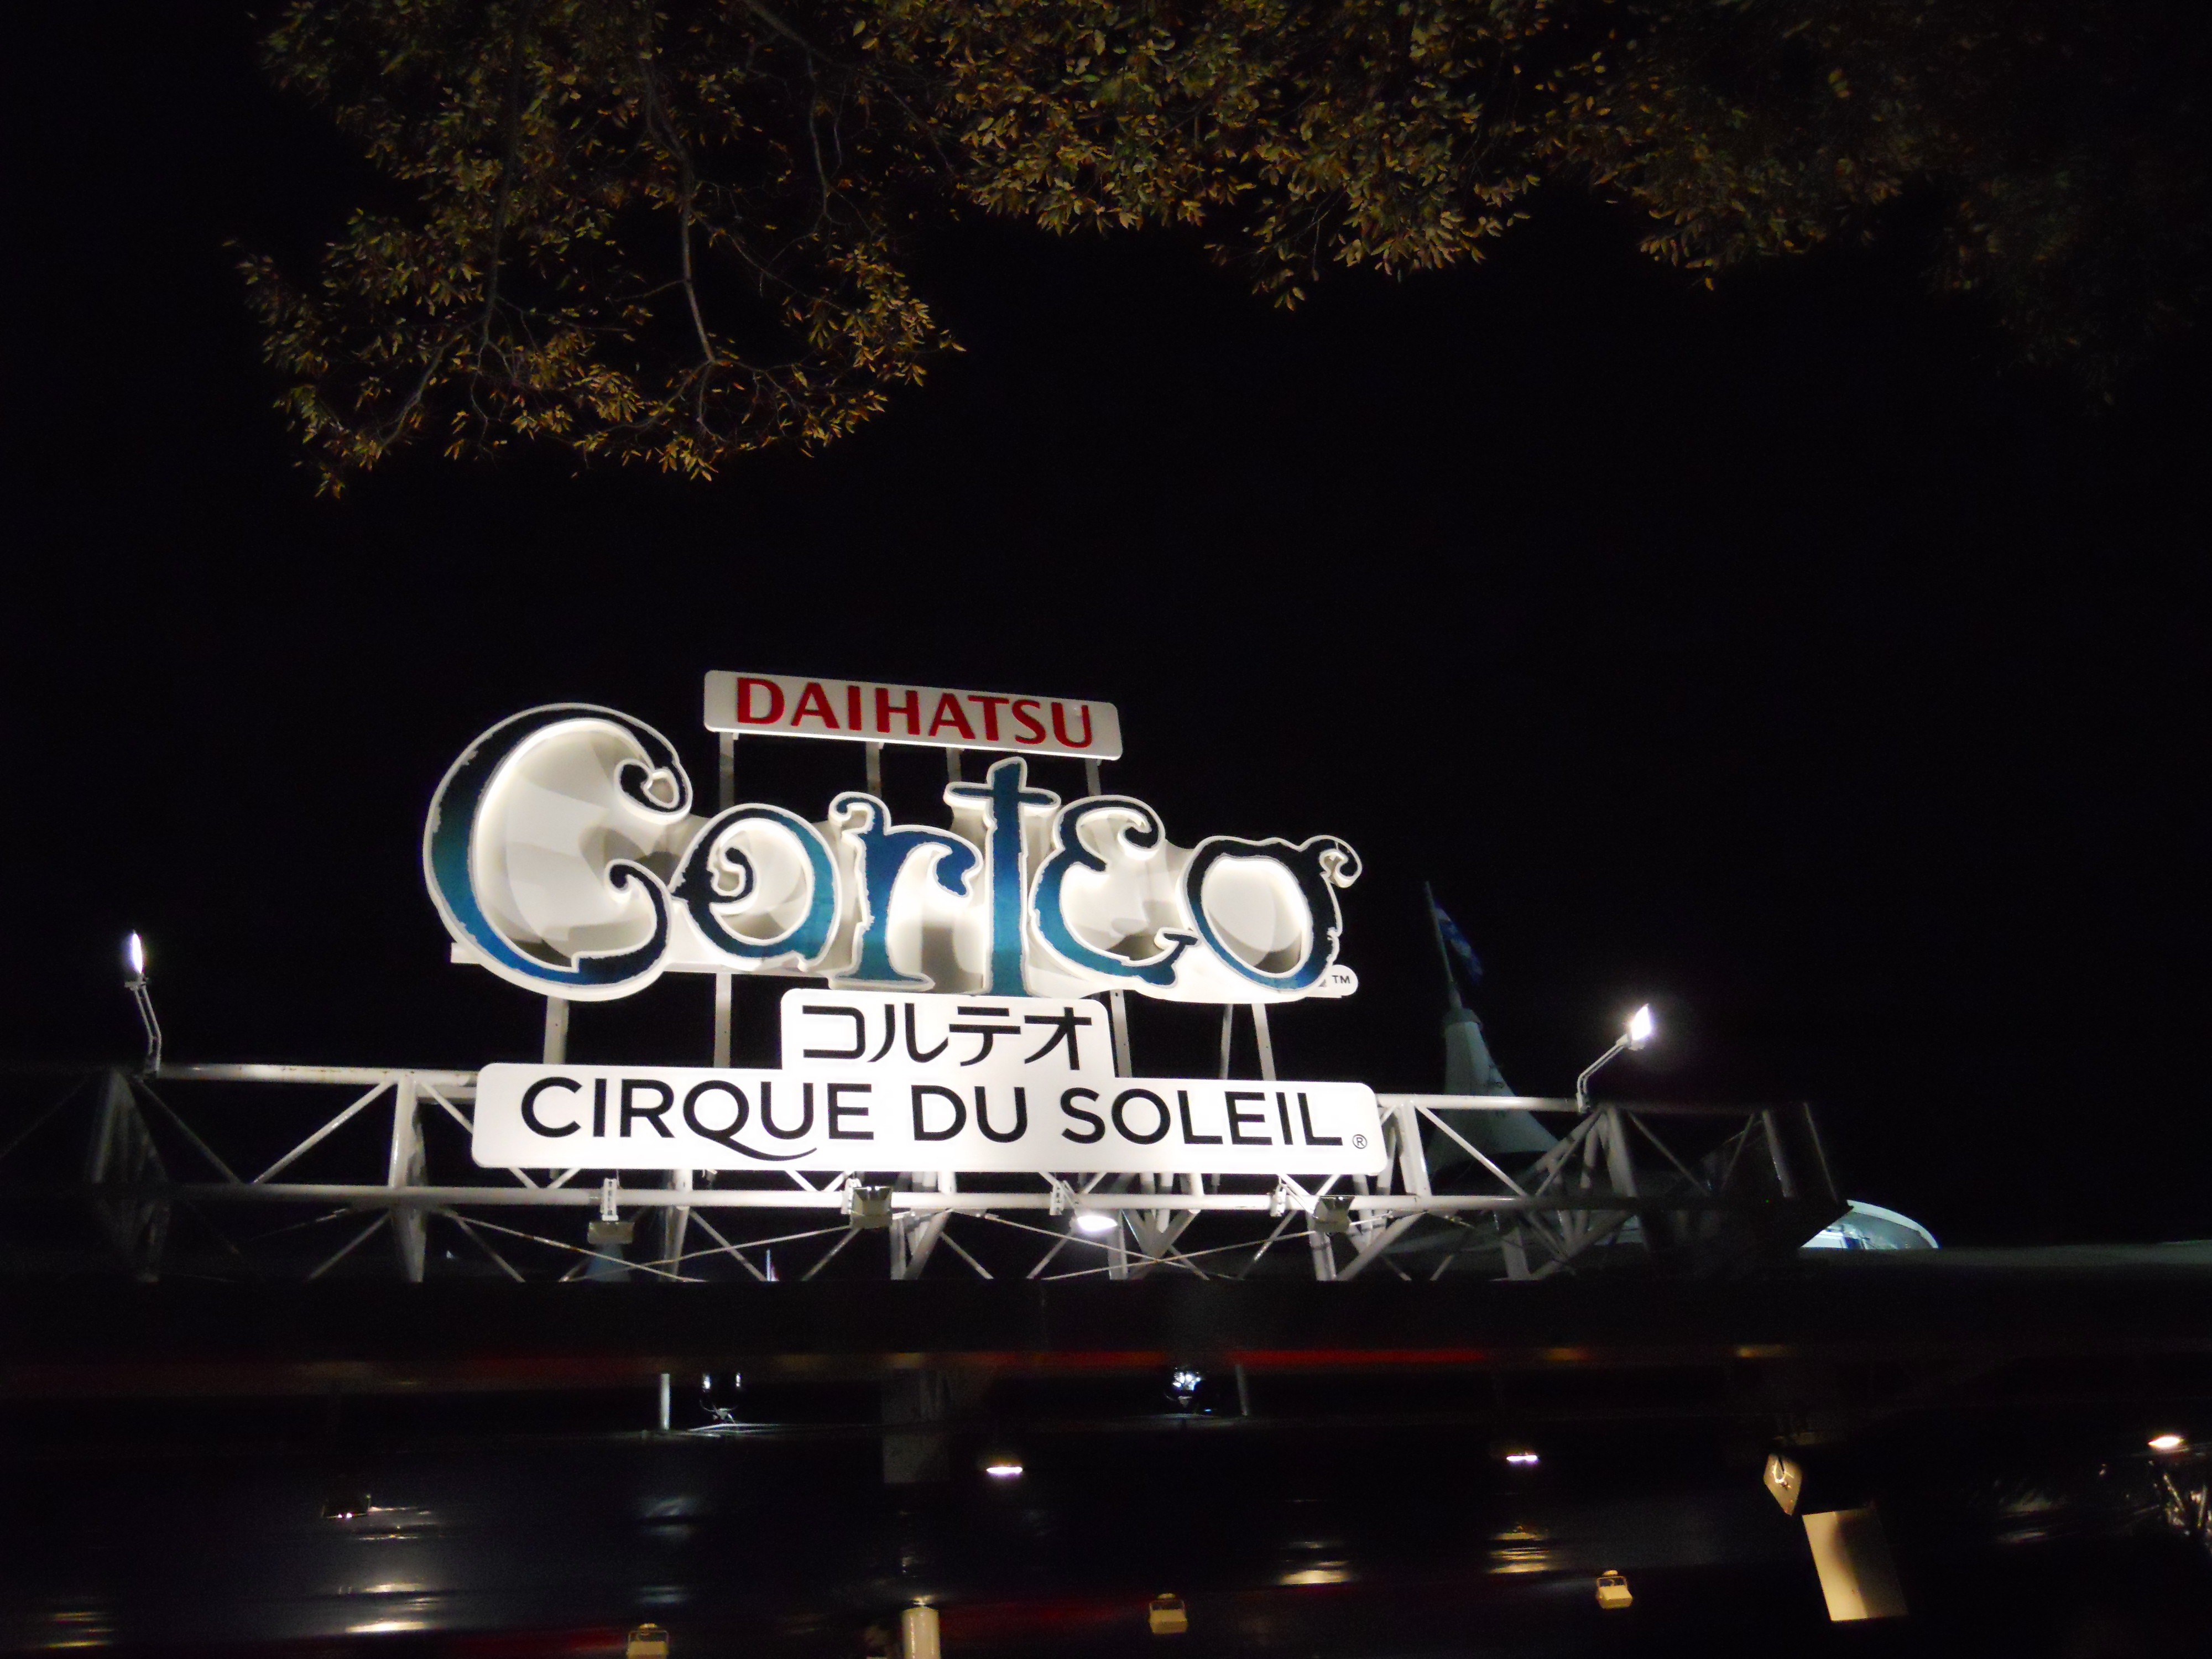 DAIHATSU
Corteo ™
コルテオ
CIRQUE DU SOLEIL®